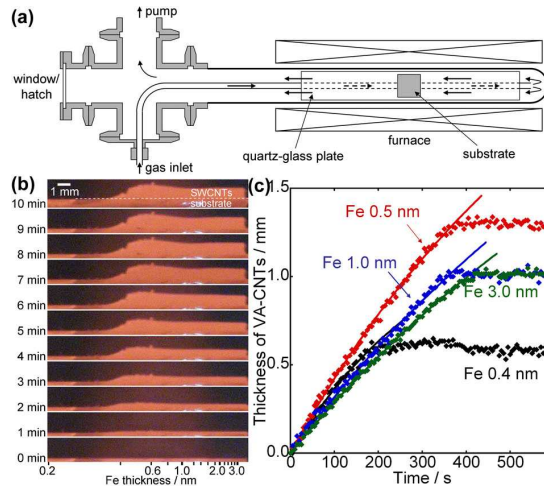 (a)
pump
window/
hatch
gas inlet
quartz-glass plate
furnace
substrate
(b)
1 mm
SWCNTs
substrate
10 min
9 min
8 min
7 min
6 min
5 min
4 min
3 min
2 min
1 min
0 min
0.2 0.6 1.0 2.0 3.0
Fe thickness / nm
(c)
Thickness of VA-CNTs / mm
1.5
1.0
0.5
0.0
Fe 0.5 nm
Fe 1.0 nm
Fe 3.0 nm
Fe 0.4 nm
0 100 200 300 400 500
Time / s